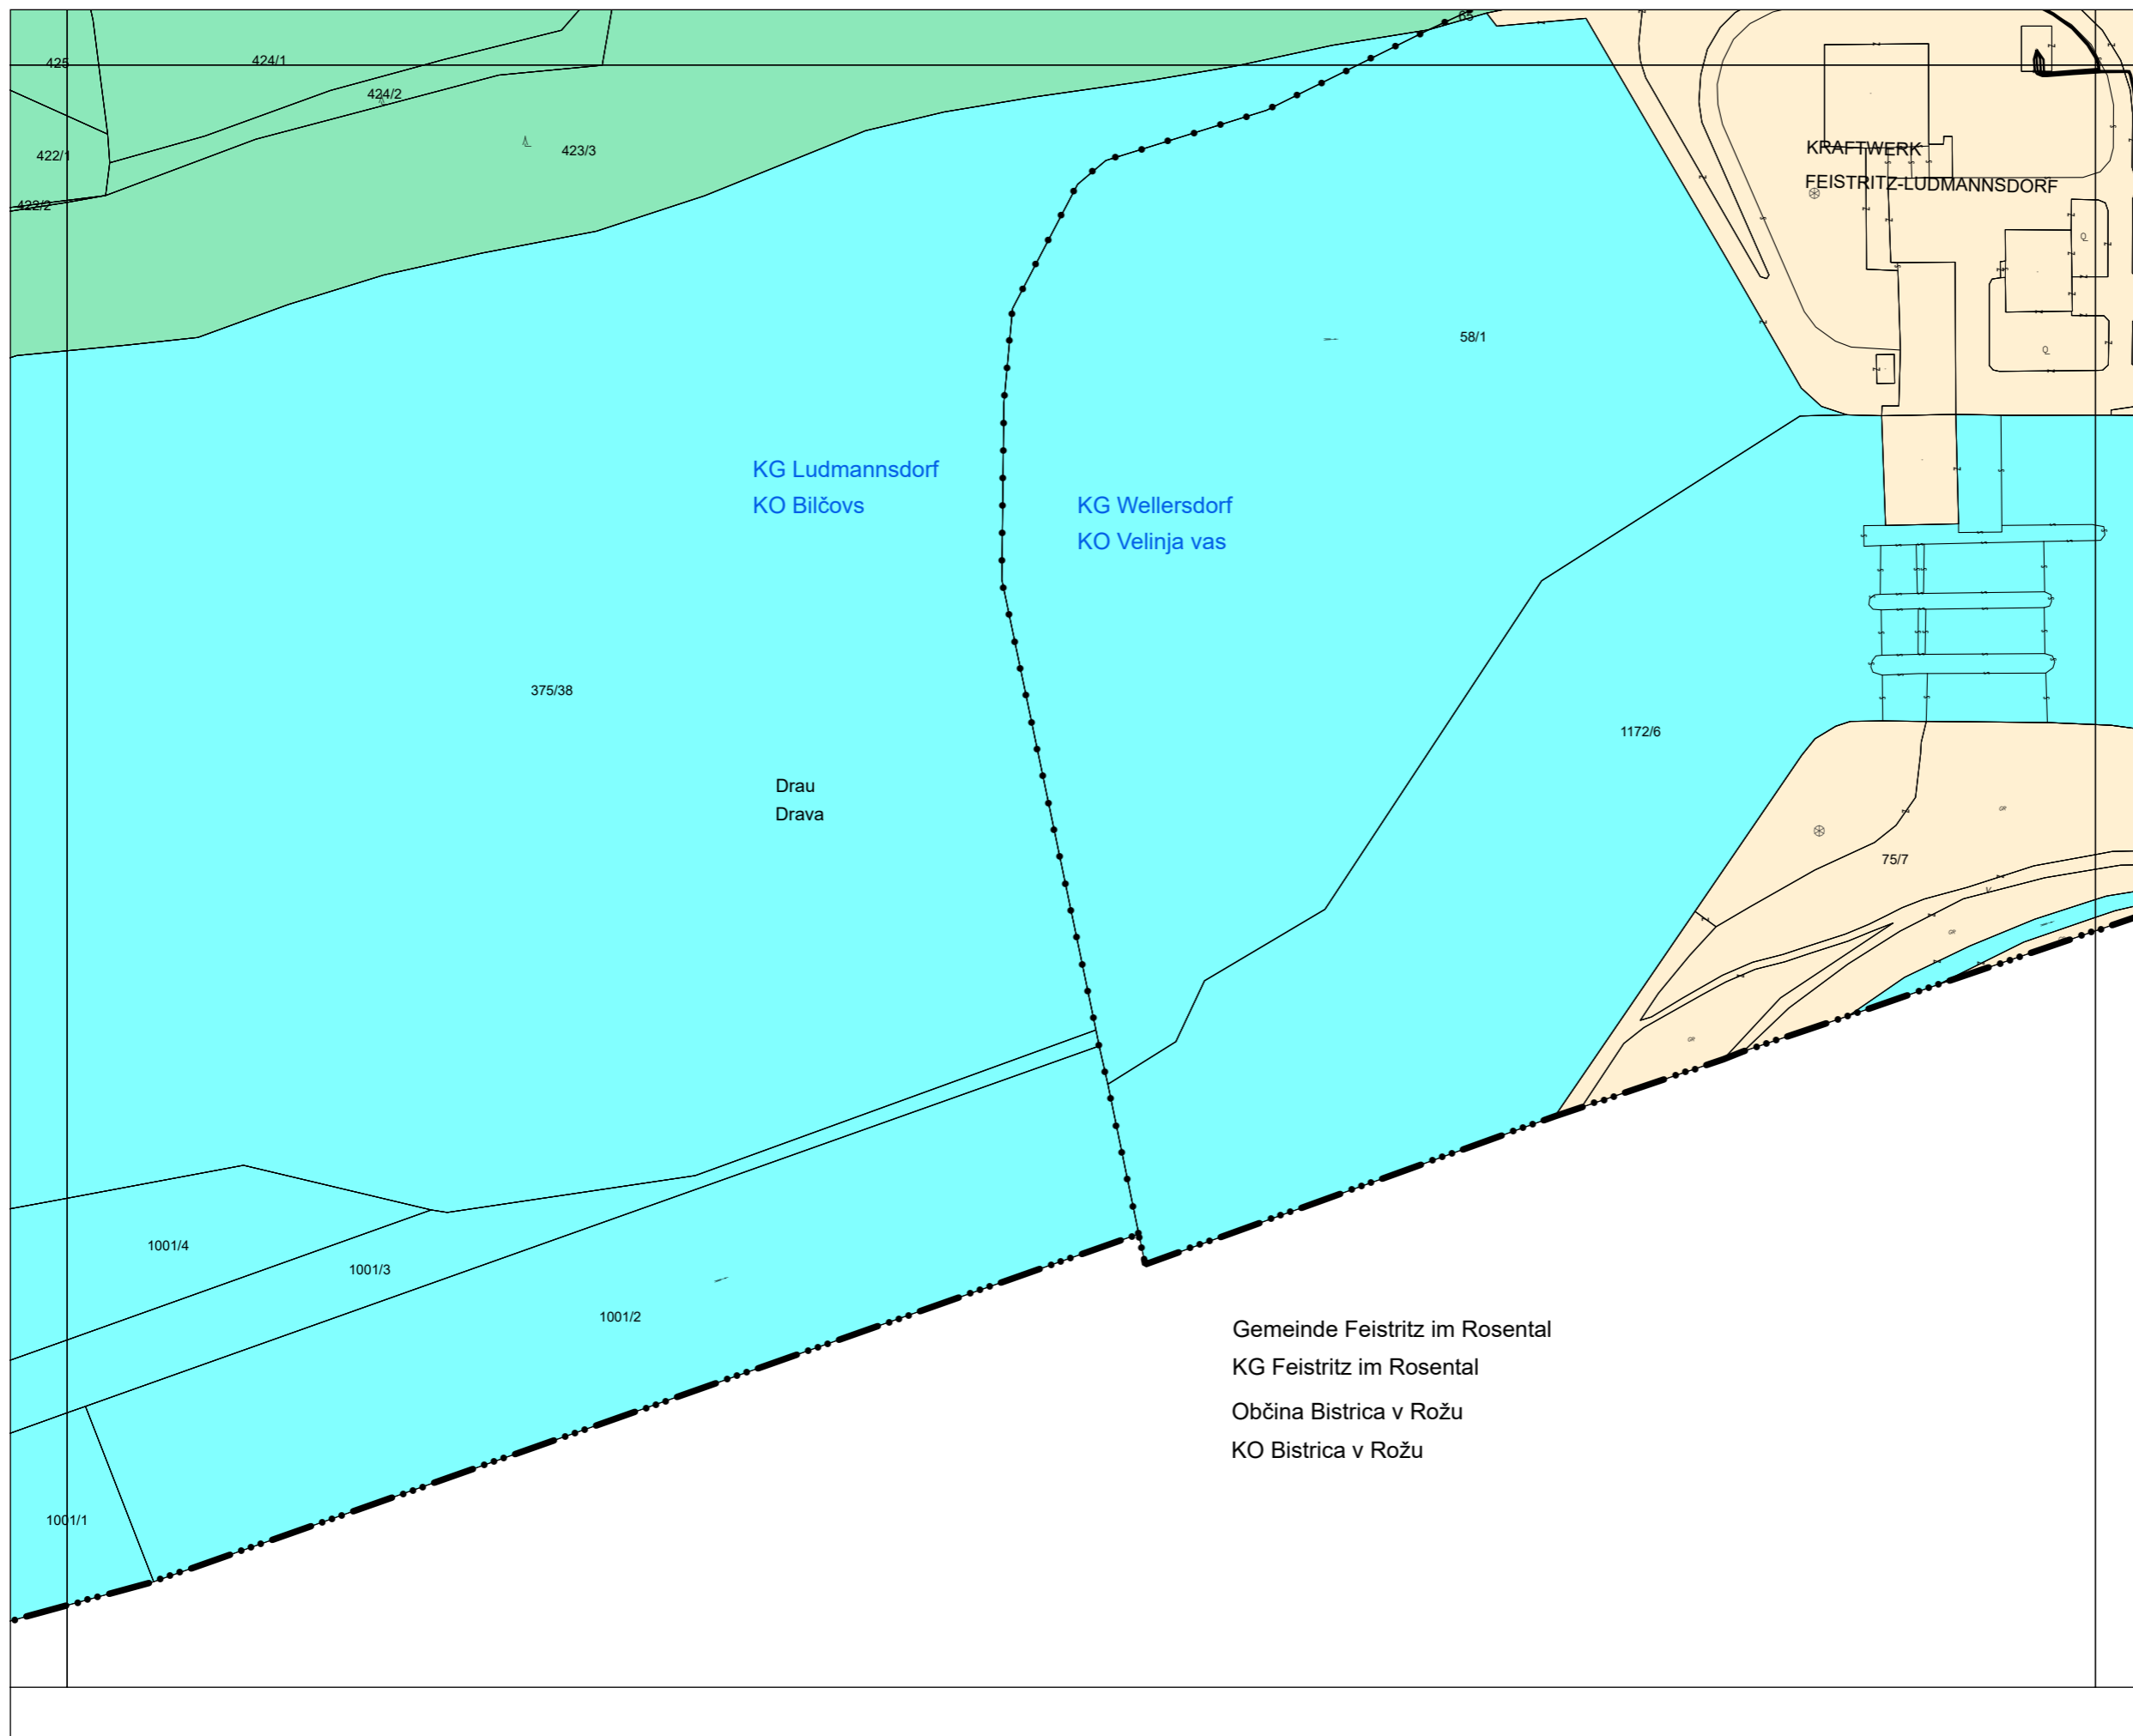 65
425
424/1
424/2
422/1
423/3
422/2
KRAFTWERK
FEISTRITZ-LUDMANNSDORF
58/1
KG Ludmannsdorf
KO Bilčovs
KG Wellersdorf
KO Velinja vas
375/38
1172/6
Drau
Drava
75/7
1001/4
1001/3
1001/2
Gemeinde Feistritz im Rosental
KG Feistritz im Rosental
Občina Bistrica v Rožu
KO Bistrica v Rožu
1001/1